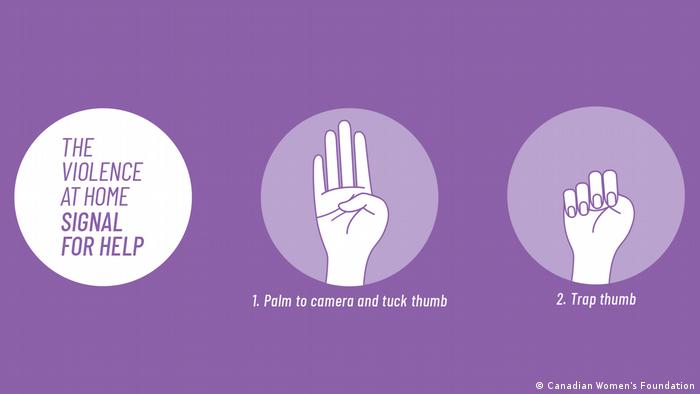 THE
VIOLENCE
AT HOME
SIGNAL
FOR HELP
1. Palm to camera and tuck thumb
2. Trap thumb
© Canadian Women's Foundation